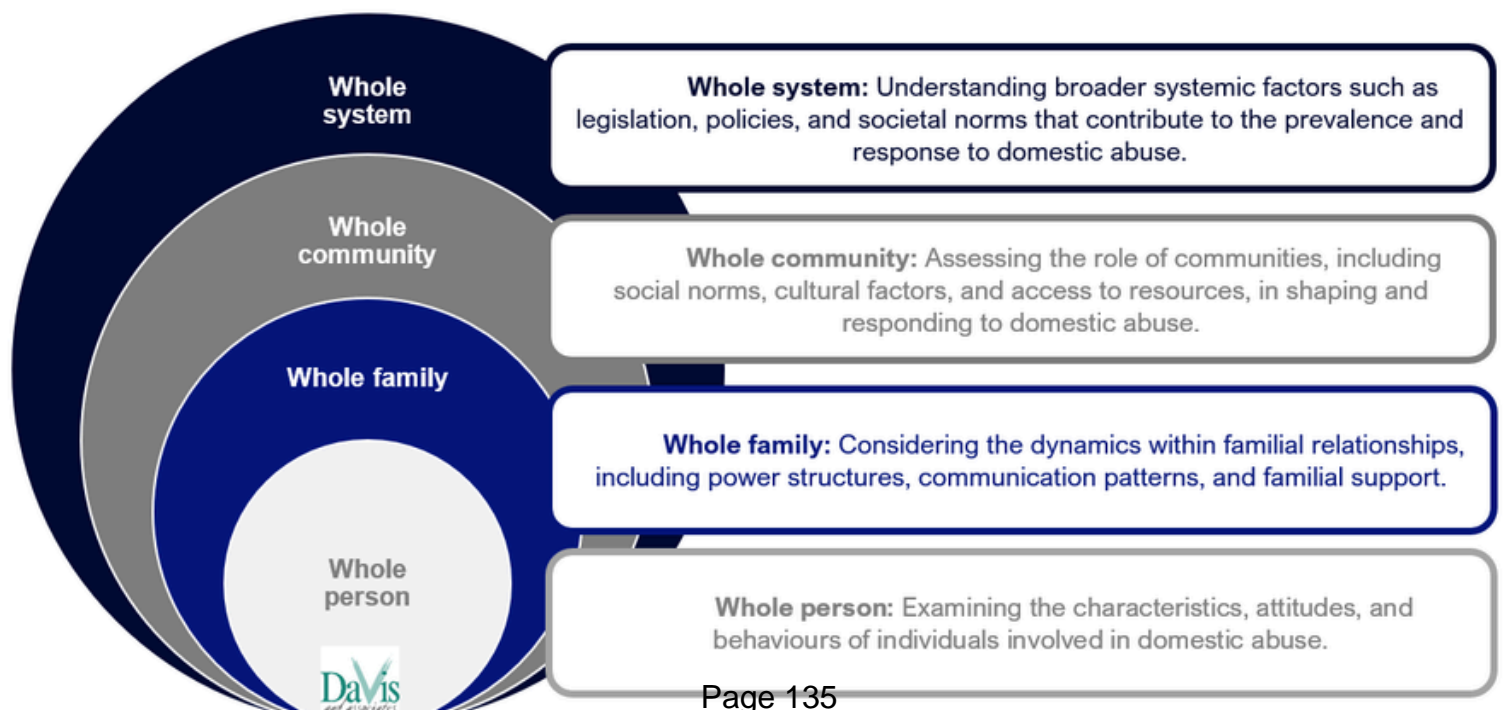 Whole
system
Whole system: Understanding broader systemic factors such as
legislation, policies, and societal norms that contribute to the prevalence and
response to domestic abuse.
Whole
community
Whole community: Assessing the role of communities, including
social norms, cultural factors, and access to resources, in shaping and
responding to domestic abuse.
Whole family
Whole family: Considering the dynamics within familial relationships,
including power structures, communication patterns, and familial support.
Whole
person
Whole person: Examining the characteristics, attitudes, and
behaviours of individuals involved in domestic abuse.
Davis
and associates
Page 135